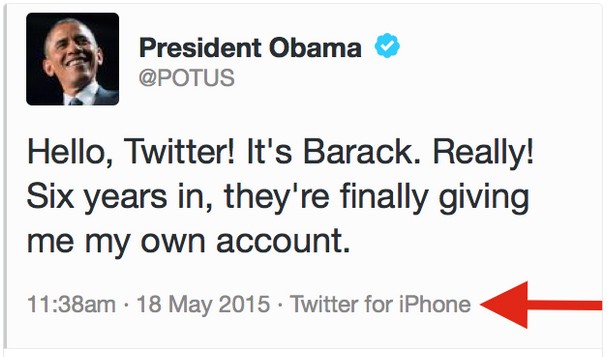 President Obama
@POTUS
Hello, Twitter! It's Barack. Really!
Six years in, they're finally giving
me my own account.
11:38am · 18 May 2015 · Twitter for iPhone